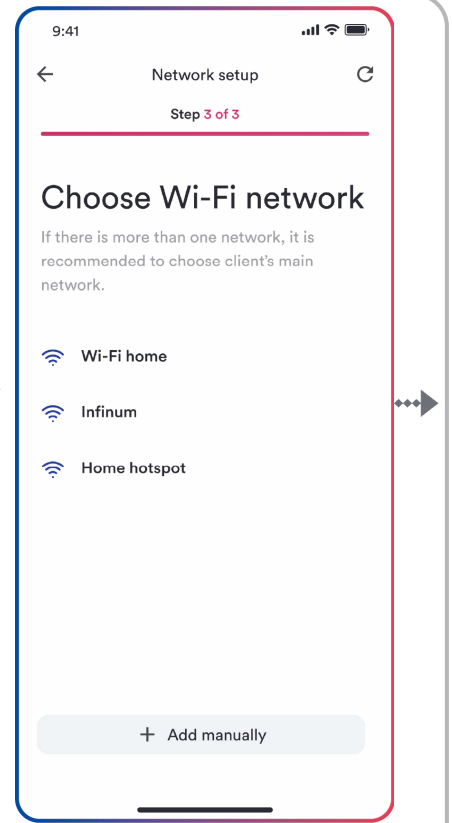 9:41
Network setup
Step 3 of 3
Choose Wi-Fi network
If there is more than one network, it is
recommended to choose client's main
network.
Wi-Fi home
Infinum
Home hotspot
+ Add manually